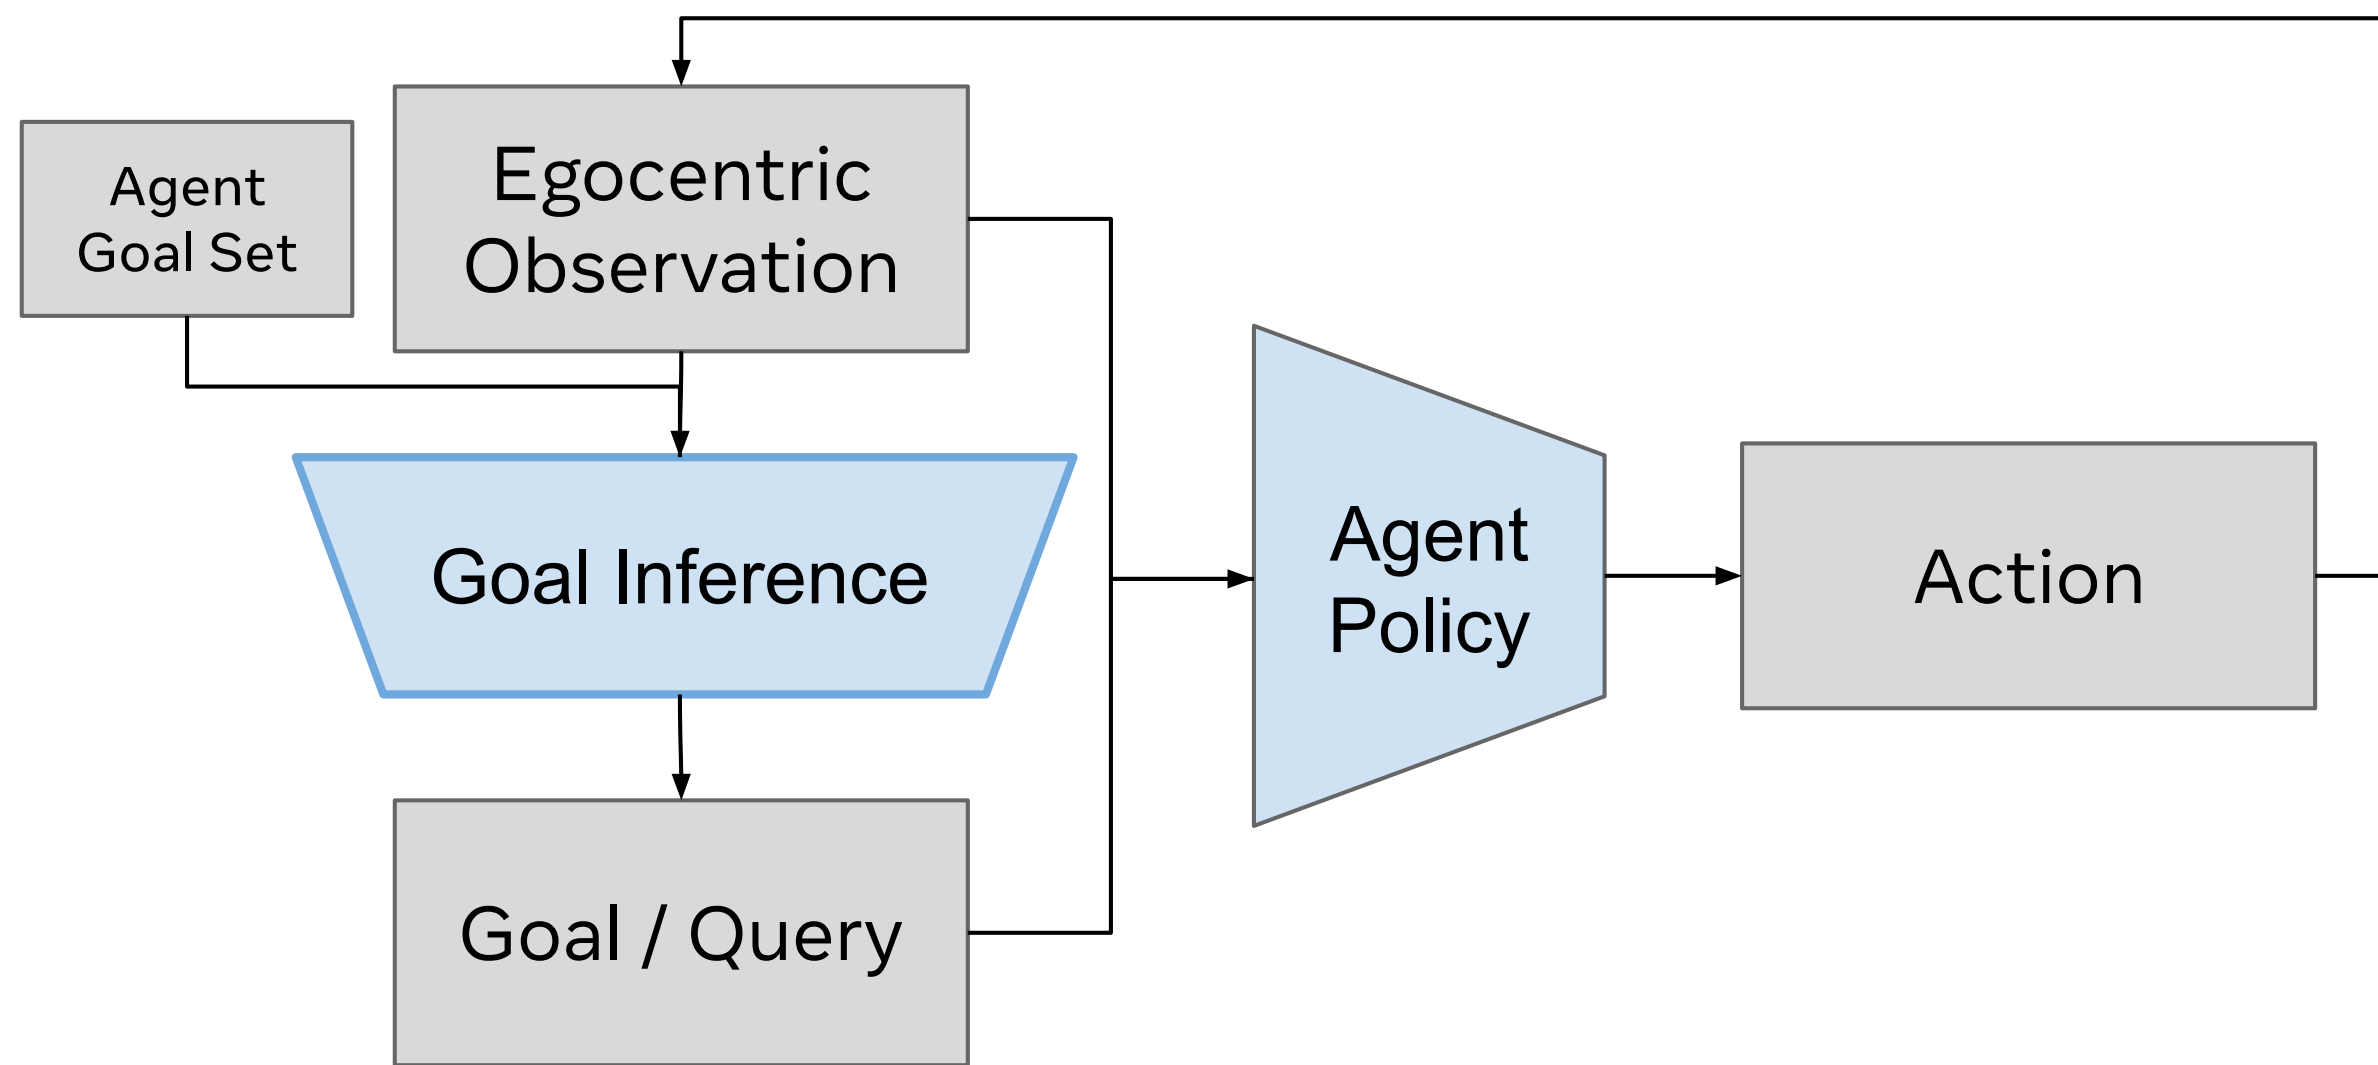 Agent
Goal Set
Egocentric
Observation
Goal Inference
Goal / Query
Agent
Policy
Action